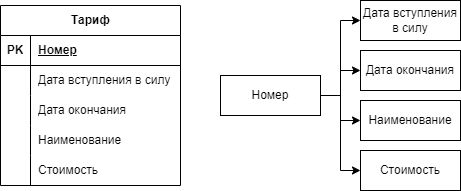 Тариф
PK Номер
Дата вступления в силу
Дата окончания
Наименование
Стоимость
Номер
Дата вступления
в силу
Дата окончания
Наименование
Стоимость